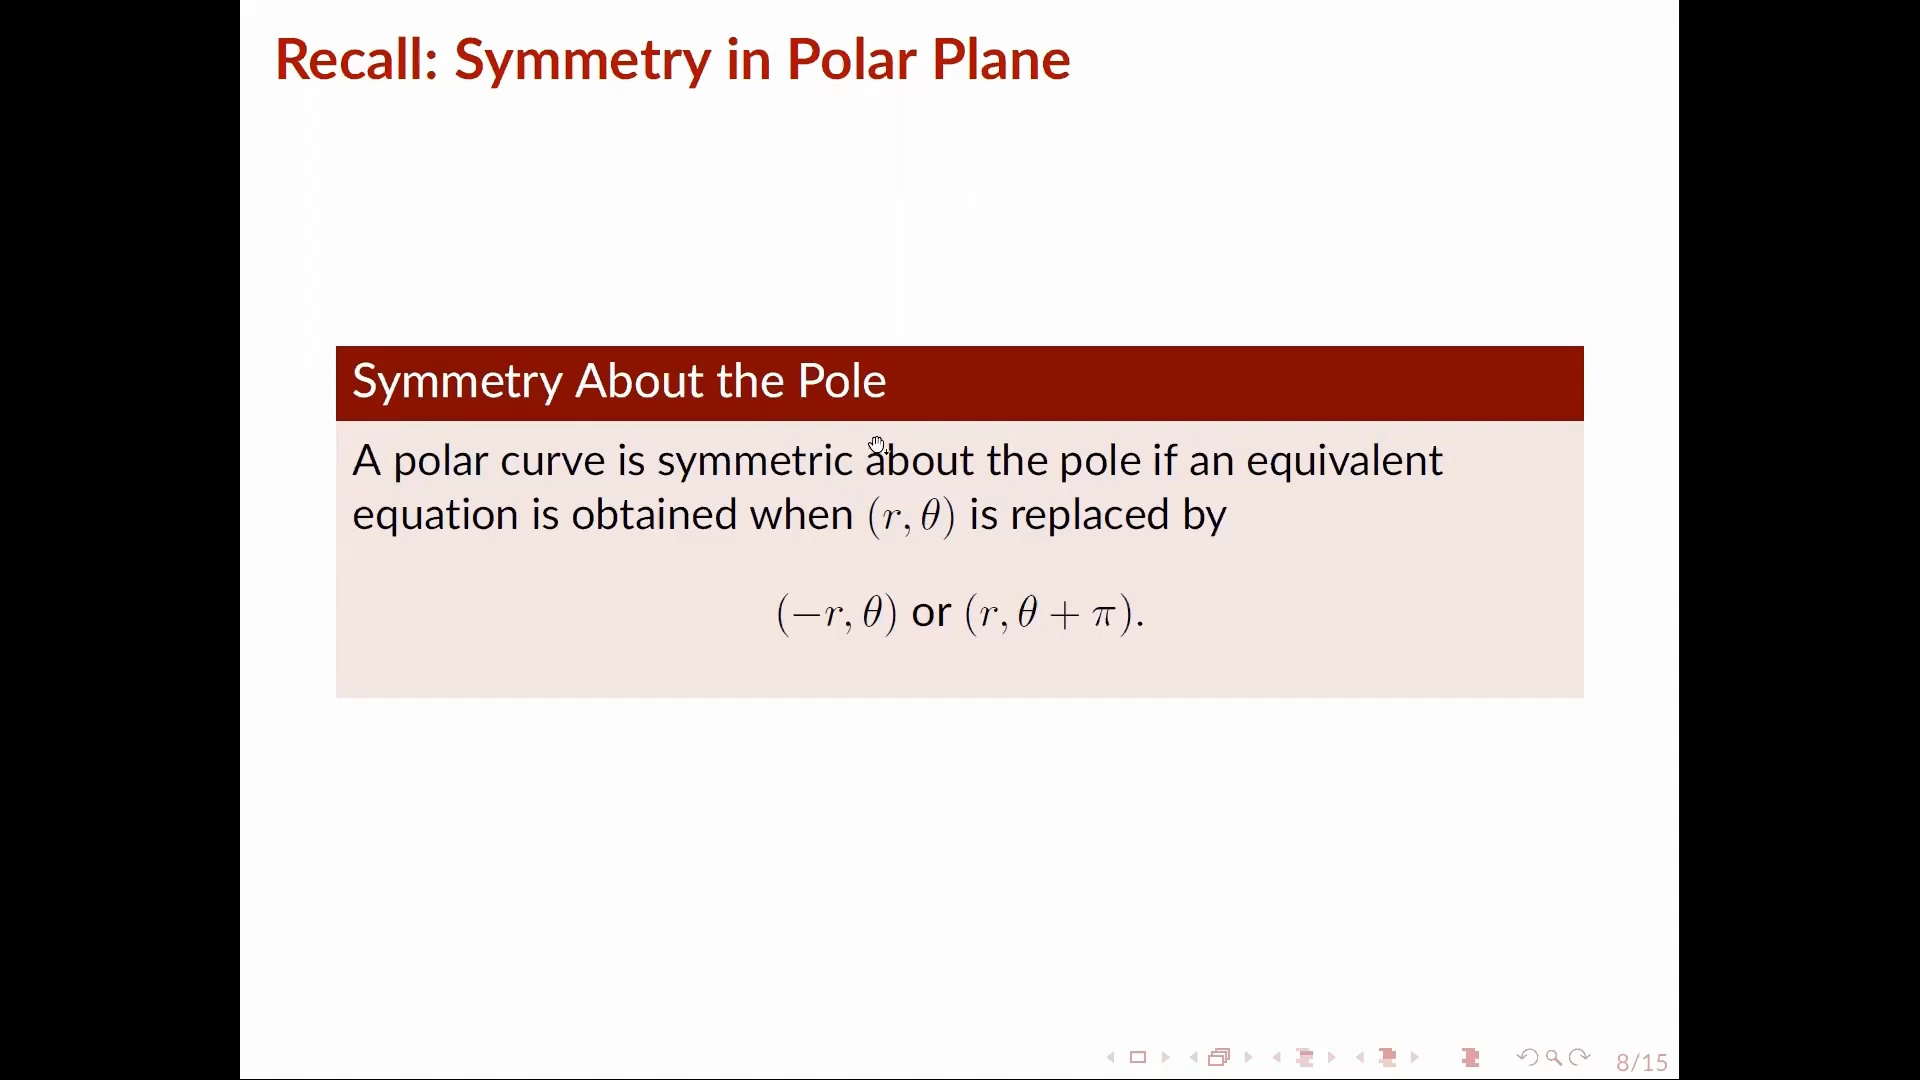 Recall: Symmetry in Polar Plane
Symmetry About the Pole
A polar curve is symmetric about the pole if an equivalent
equation is obtained when (r, θ) is replaced by
(−r, θ) or (r, θ + π).
8/15